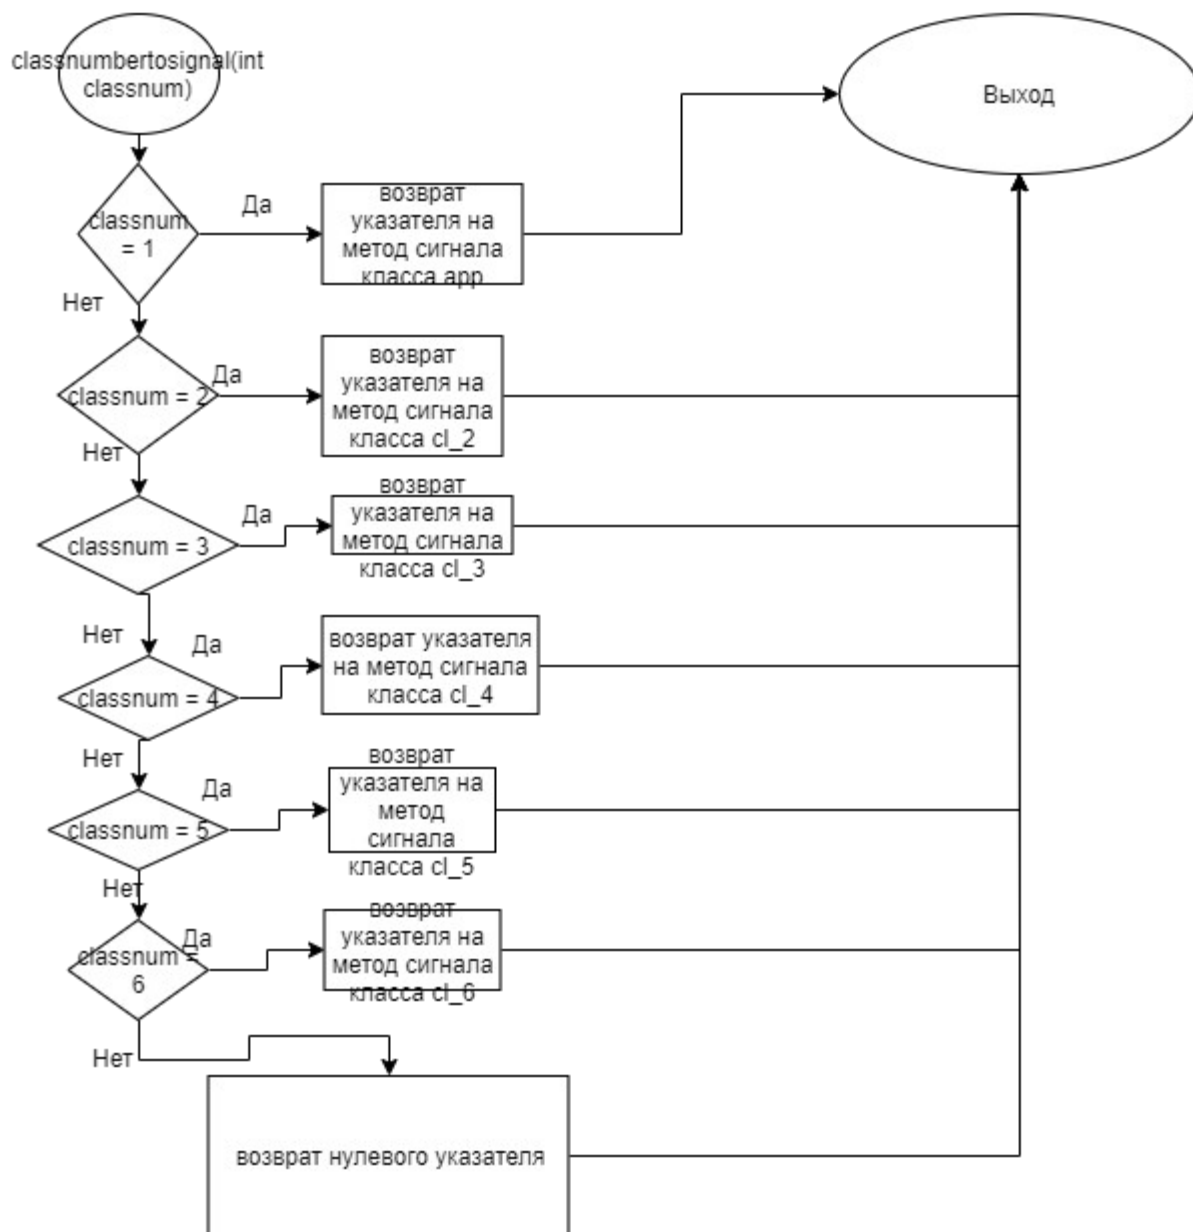 classnumbertosignal(int
classnum)
Выход
classnum
= 1
Да
возврат
указателя на
метод сигнала
класса app
Нет
classnum = 2
Да
возврат
указателя на
метод сигнала
класса cl_2
Нет
classnum = 3
Да
возврат
указателя на
метод сигнала
класса cl_3
Нет
classnum = 4
Да
возврат указателя
на метод сигнала
класса cl_4
Нет
classnum = 5
Да
возврат
указателя на
метод
сигнала
класса cl_5
Нет
classnum =
6
Да
возврат
указателя на
метод сигнала
класса cl_6
Нет
возврат нулевого указателя